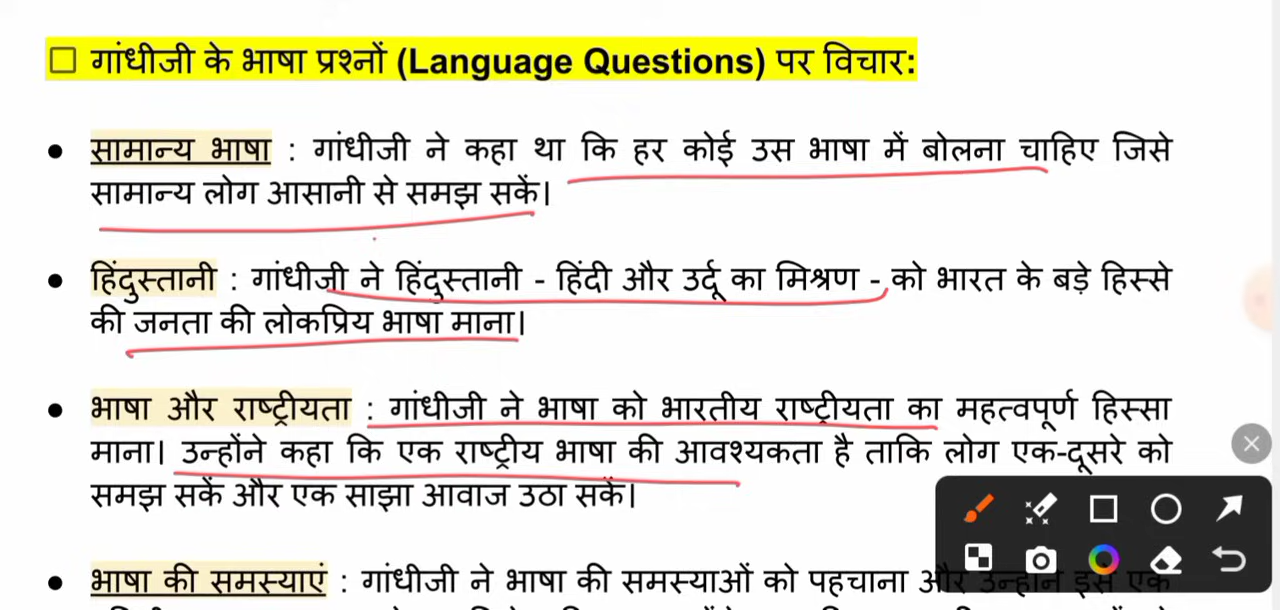 ☐ गांधीजी के भाषा प्रश्नों (Language Questions) पर विचार:
● सामान्य भाषा : गांधीजी ने कहा था कि हर कोई उस भाषा में बोलना चाहिए जिसे
सामान्य लोग आसानी से समझ सकें।
● हिंदुस्तानी : गांधीजी ने हिंदुस्तानी - हिंदी और उर्दू का मिश्रण - को भारत के बड़े हिस्से
की जनता की लोकप्रिय भाषा माना।
● भाषा और राष्ट्रीयता : गांधीजी ने भाषा को भारतीय राष्ट्रीयता का महत्वपूर्ण हिस्सा
माना। उन्होंने कहा कि एक राष्ट्रीय भाषा की आवश्यकता है ताकि लोग एक-दूसरे को
समझ सकें और एक साझा आवाज उठा सकें।
● भाषा की समस्याएं : गांधीजी ने भाषा की समस्याओं को पहचाना और उन्होंने इसे एक